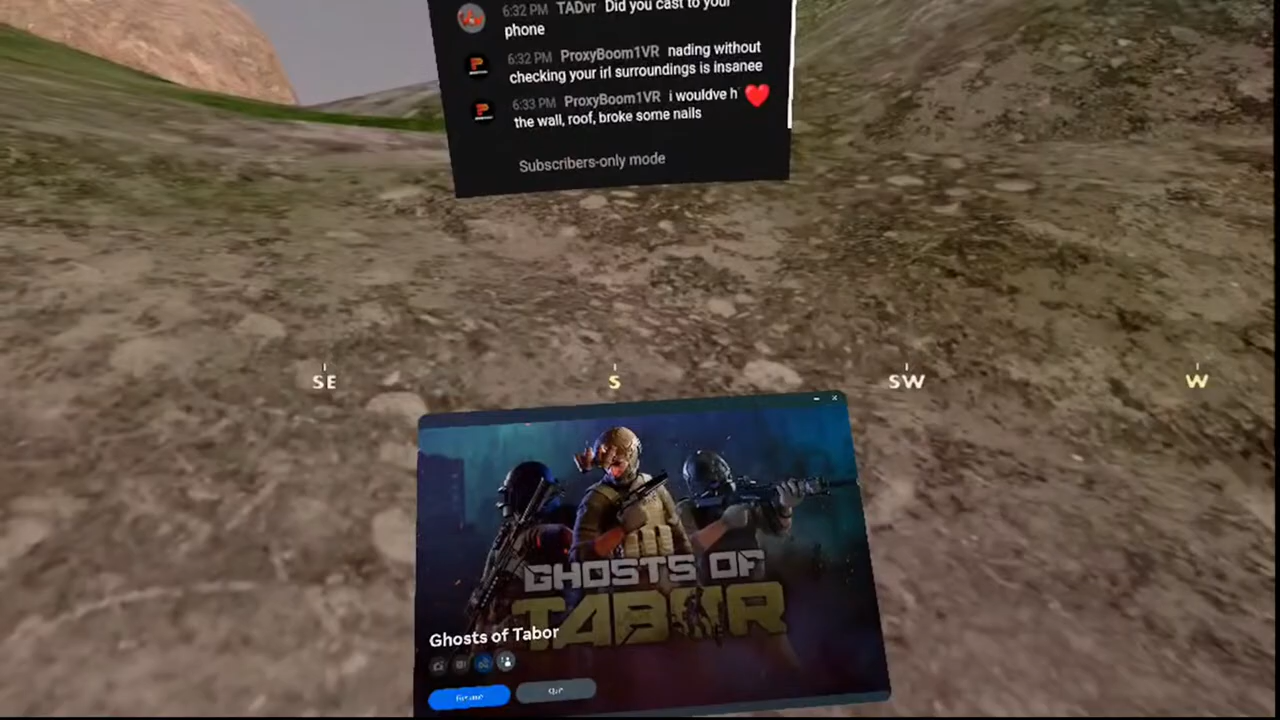 6:32 PM TADvr Did you cast to your
phone
6:32 PM ProxyBoom1VR nading without
checking your irl surroundings is insanee
6:33 PM ProxyBoom1VR i wouldve
the wall, roof, broke some nails
Subscribers-only mode
SE S SW W
GHOSTS OF
TABOR
Ghosts of Tabor